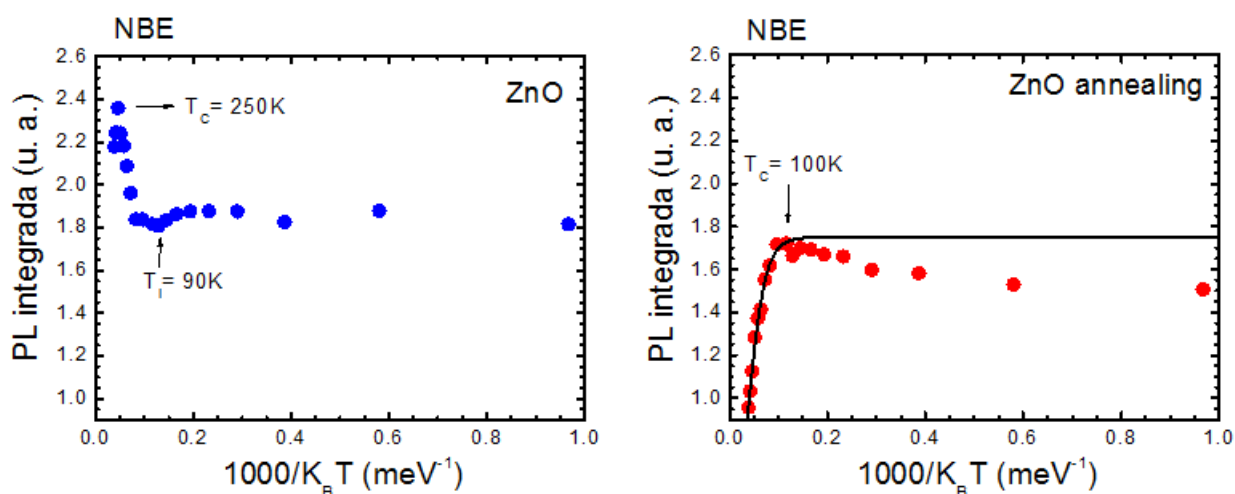 NBE
2.6
2.4
2.2
2.0
1.8
1.6
1.4
1.2
1.0
PL integrada (u. a.)
ZnO
T_C = 250K
T_I = 90K
0.0 0.2 0.4 0.6 0.8 1.0
1000/K_B T (meV⁻¹)
NBE
2.6
2.4
2.2
2.0
1.8
1.6
1.4
1.2
1.0
PL integrada (u. a.)
ZnO annealing
T_C = 100K
0.0 0.2 0.4 0.6 0.8 1.0
1000/K_B T (meV⁻¹)